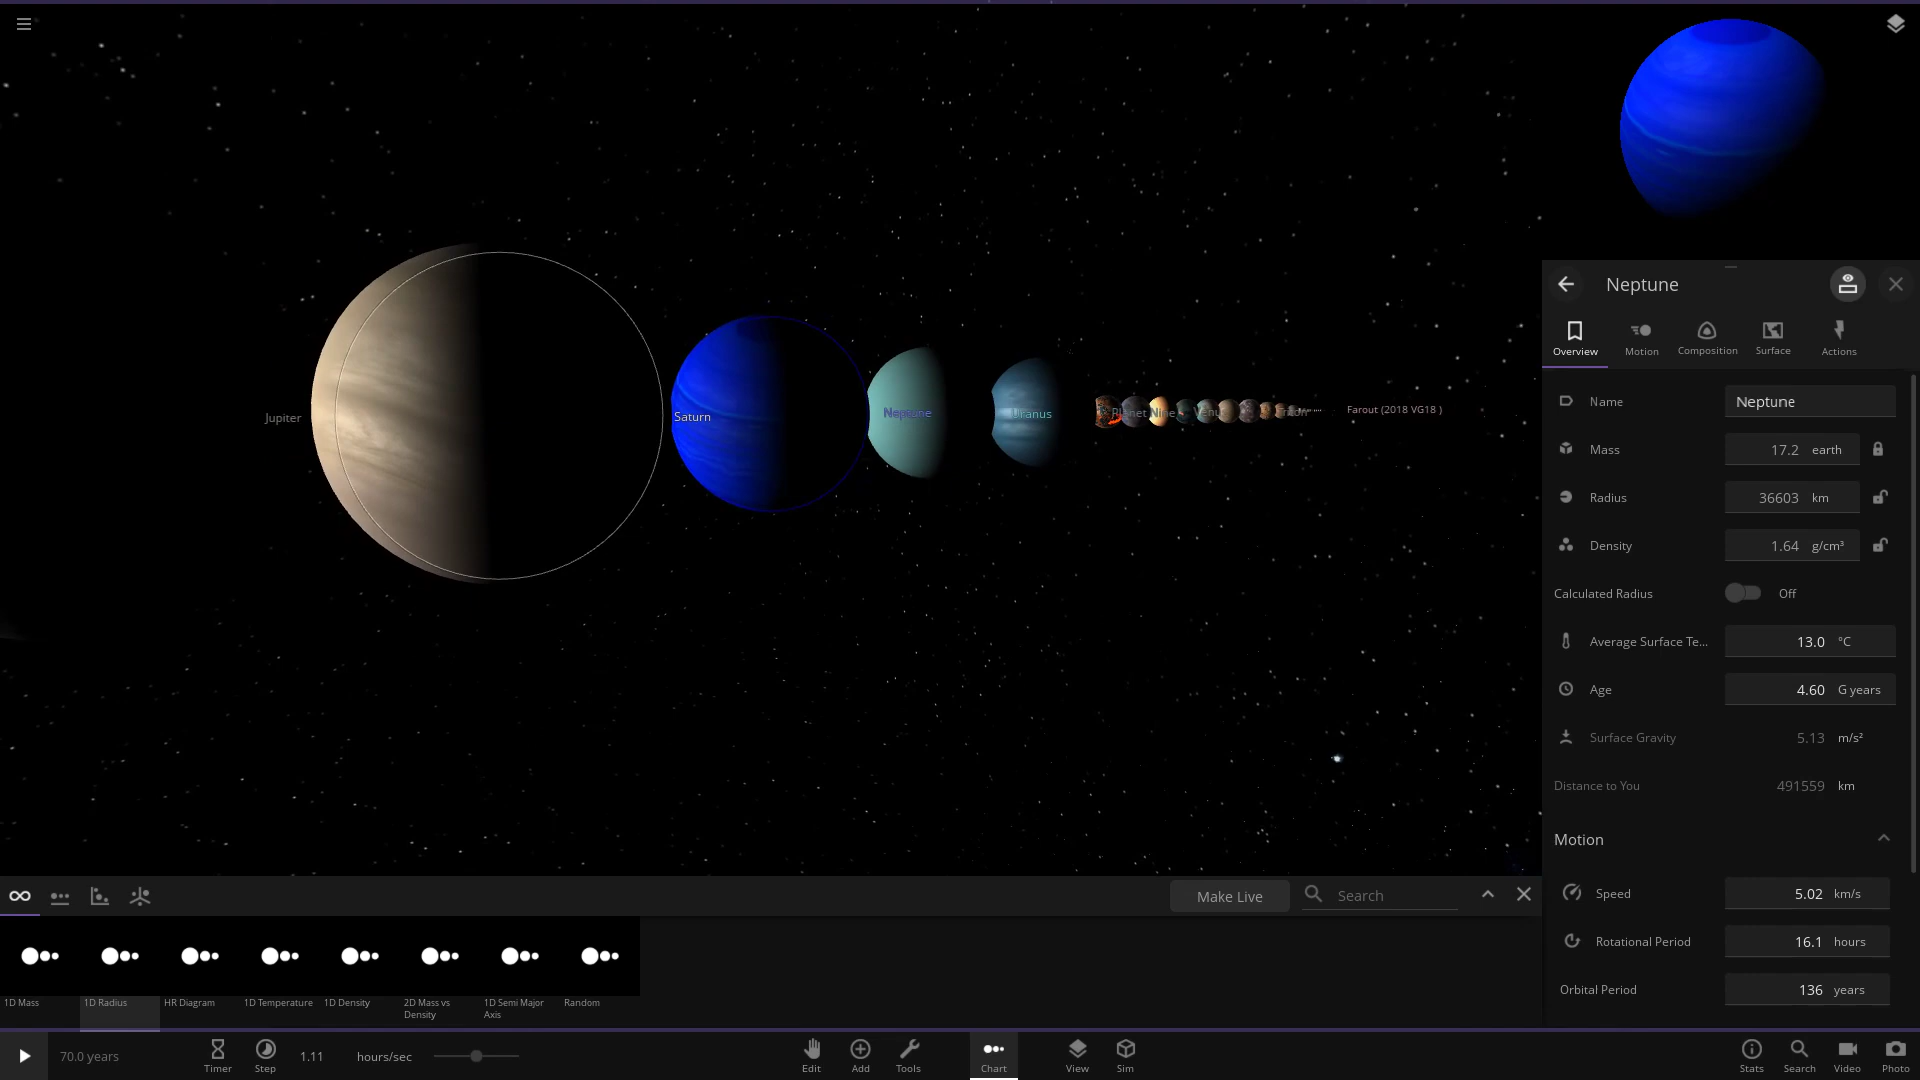 Jupiter
Saturn
Neptune
Uranus
Planet Nine
Venu
Farout (2018 VG18 )
Neptune
Overview
Motion
Composition
Surface
Actions
Name
Neptune
Mass
17.2 earth
Radius
36603 km
Density
1.64 g/cm³
Calculated Radius
Off
Average Surface Te...
13.0 °C
Age
4.60 G years
Surface Gravity
5.13 m/s²
Distance to You
491559 km
Motion
Speed
5.02 km/s
Rotational Period
16.1 hours
Orbital Period
136 years
Make Live
Search
1D Mass
1D Radius
HR Diagram
1D Temperature
1D Density
2D Mass vs
Density
1D Semi Major
Axis
Random
70.0 years
Timer
Step
1.11 hours/sec
Edit
Add
Tools
Chart
View
Sim
Stats
Search
Video
Photo